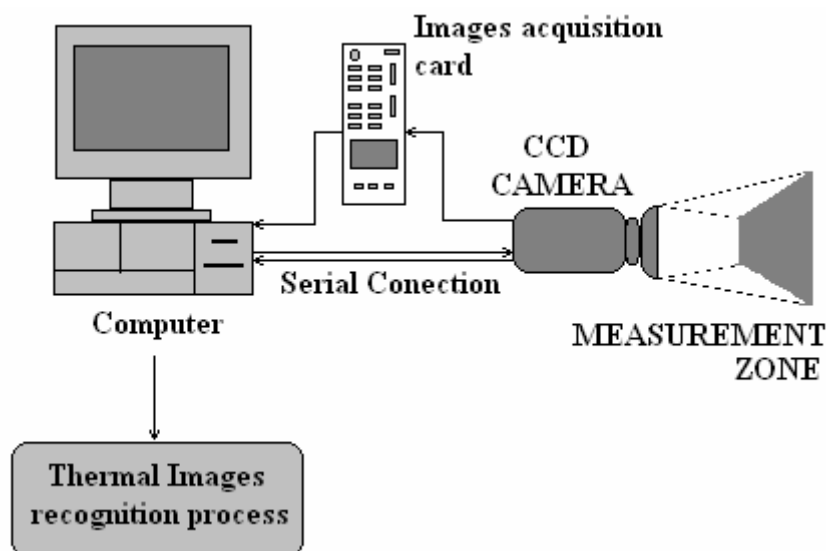 Images acquisition
card
CCD
CAMERA
Serial Conection
Computer
MEASUREMENT
ZONE
Thermal Images
recognition process